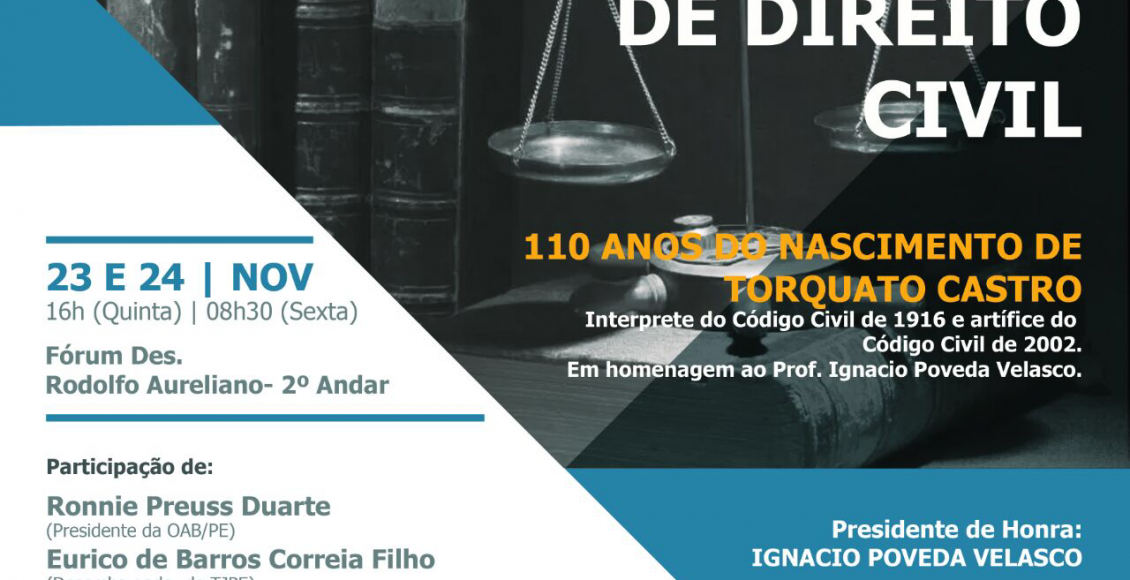 DE DIREITO
CIVIL
110 ANOS DO NASCIMENTO DE
TORQUATO CASTRO
Interprete do Código Civil de 1916 e artífice do
Código Civil de 2002.
Em homenagem ao Prof. Ignacio Poveda Velasco.
23 E 24 | NOV
16h (Quinta) | 08h30 (Sexta)
Fórum Des.
Rodolfo Aureliano- 2º Andar
Participação de:
Ronnie Preuss Duarte
(Presidente da OAB/PE)
Eurico de Barros Correia Filho
Presidente de Honra:
IGNACIO POVEDA VELASCO